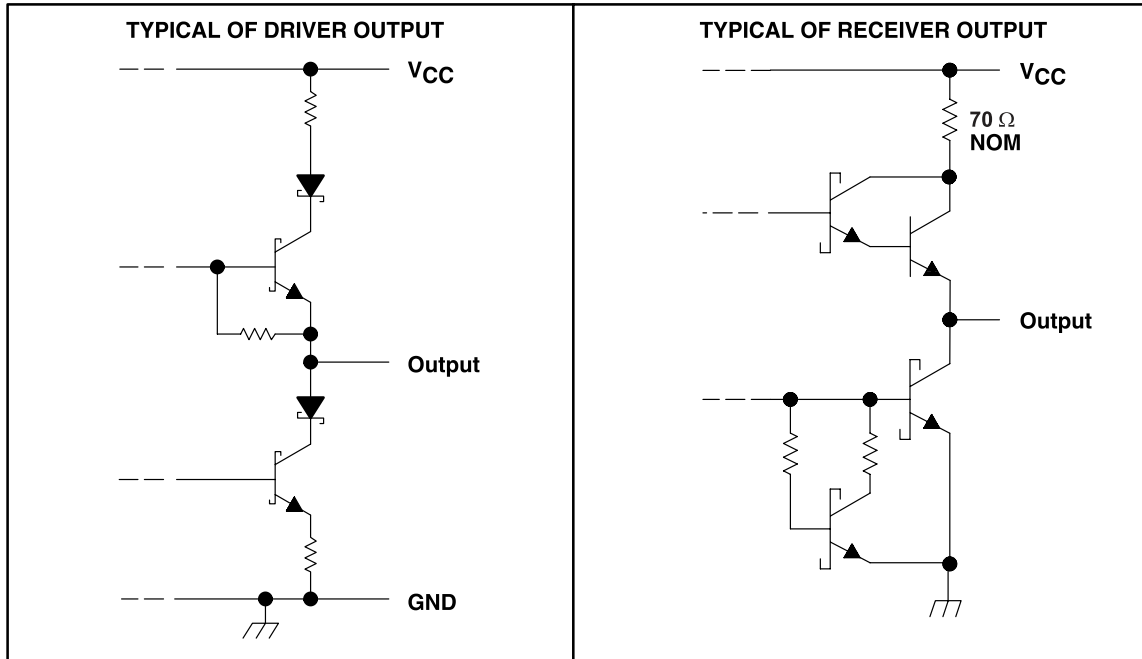 TYPICAL OF DRIVER OUTPUT
VCC
Output
GND
TYPICAL OF RECEIVER OUTPUT
VCC
70 Ω
NOM
Output